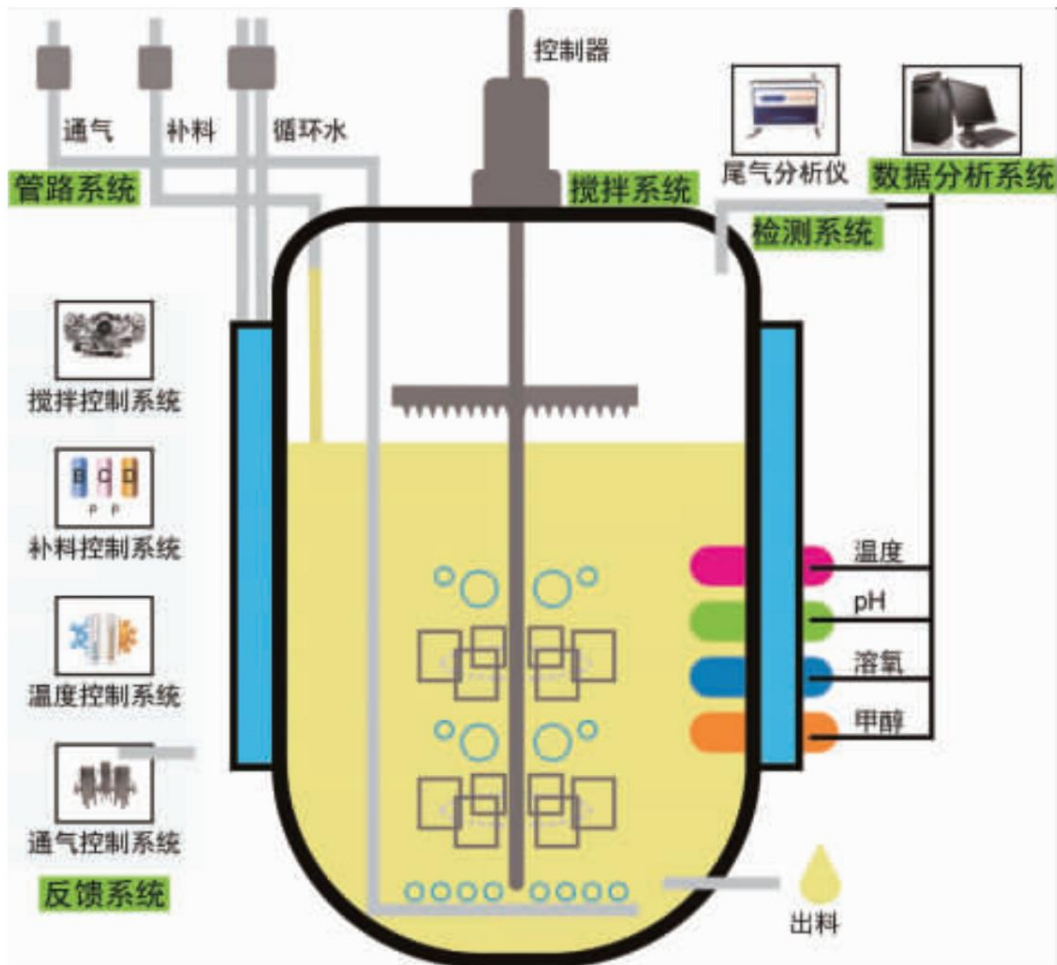 控制器
通气
补料
循环水
管路系统
搅拌系统
尾气分析仪
数据分析系统
检测系统
搅拌控制系统
B C D
P P
补料控制系统
温度控制系统
通气控制系统
反馈系统
温度
pH
溶氧
甲醇
出料